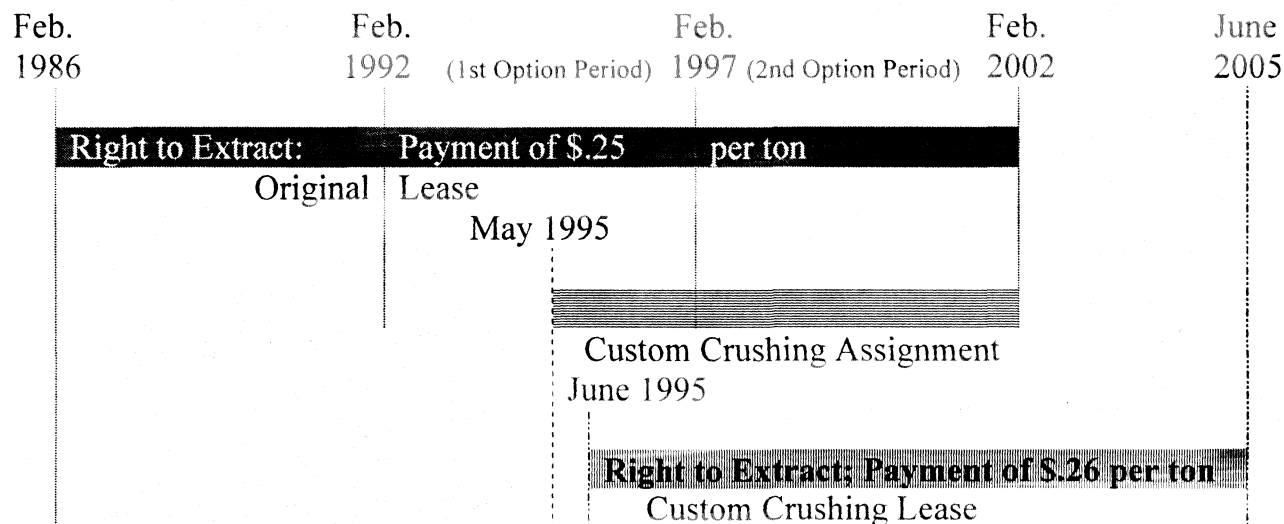 Feb. Feb. Feb. Feb. June
1986 1992 (1st Option Period) 1997 (2nd Option Period) 2002 2005
Right to Extract: Payment of $.25 per ton
Original Lease
May 1995
Custom Crushing Assignment
June 1995
Right to Extract; Payment of $.26 per ton
Custom Crushing Lease